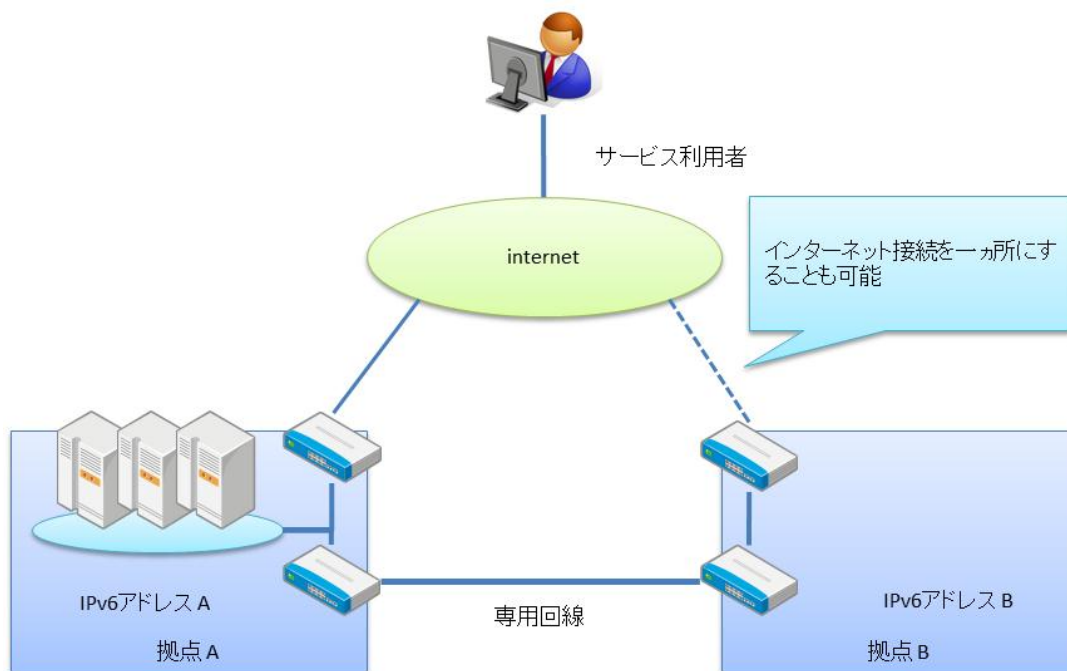 サービス利用者
internet
インターネット接続を一ヵ所にす
ることも可能
IPv6アドレス A
拠点 A
専用回線
IPv6アドレス B
拠点 B